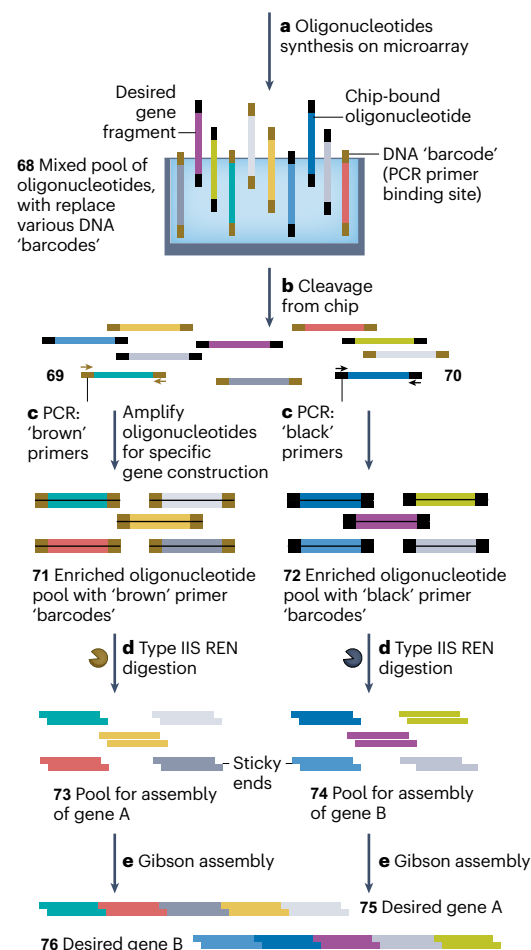 a Oligonucleotides
synthesis on microarray
Desired
gene
fragment
Chip-bound
oligonucleotide
68 Mixed pool of
oligonucleotides,
with replace
various DNA
‘barcodes’
DNA ‘barcode’
(PCR primer
binding site)
b Cleavage
from chip
69
70
c PCR:
‘brown’
primers
Amplify
oligonucleotides
for specific
gene construction
c PCR:
‘black’
primers
71 Enriched oligonucleotide
pool with ‘brown’ primer
‘barcodes’
72 Enriched oligonucleotide
pool with ‘black’ primer
‘barcodes’
d Type IIS REN
digestion
d Type IIS REN
digestion
Sticky
ends
73 Pool for assembly
of gene A
74 Pool for assembly
of gene B
e Gibson assembly
e Gibson assembly
75 Desired gene A
76 Desired gene B